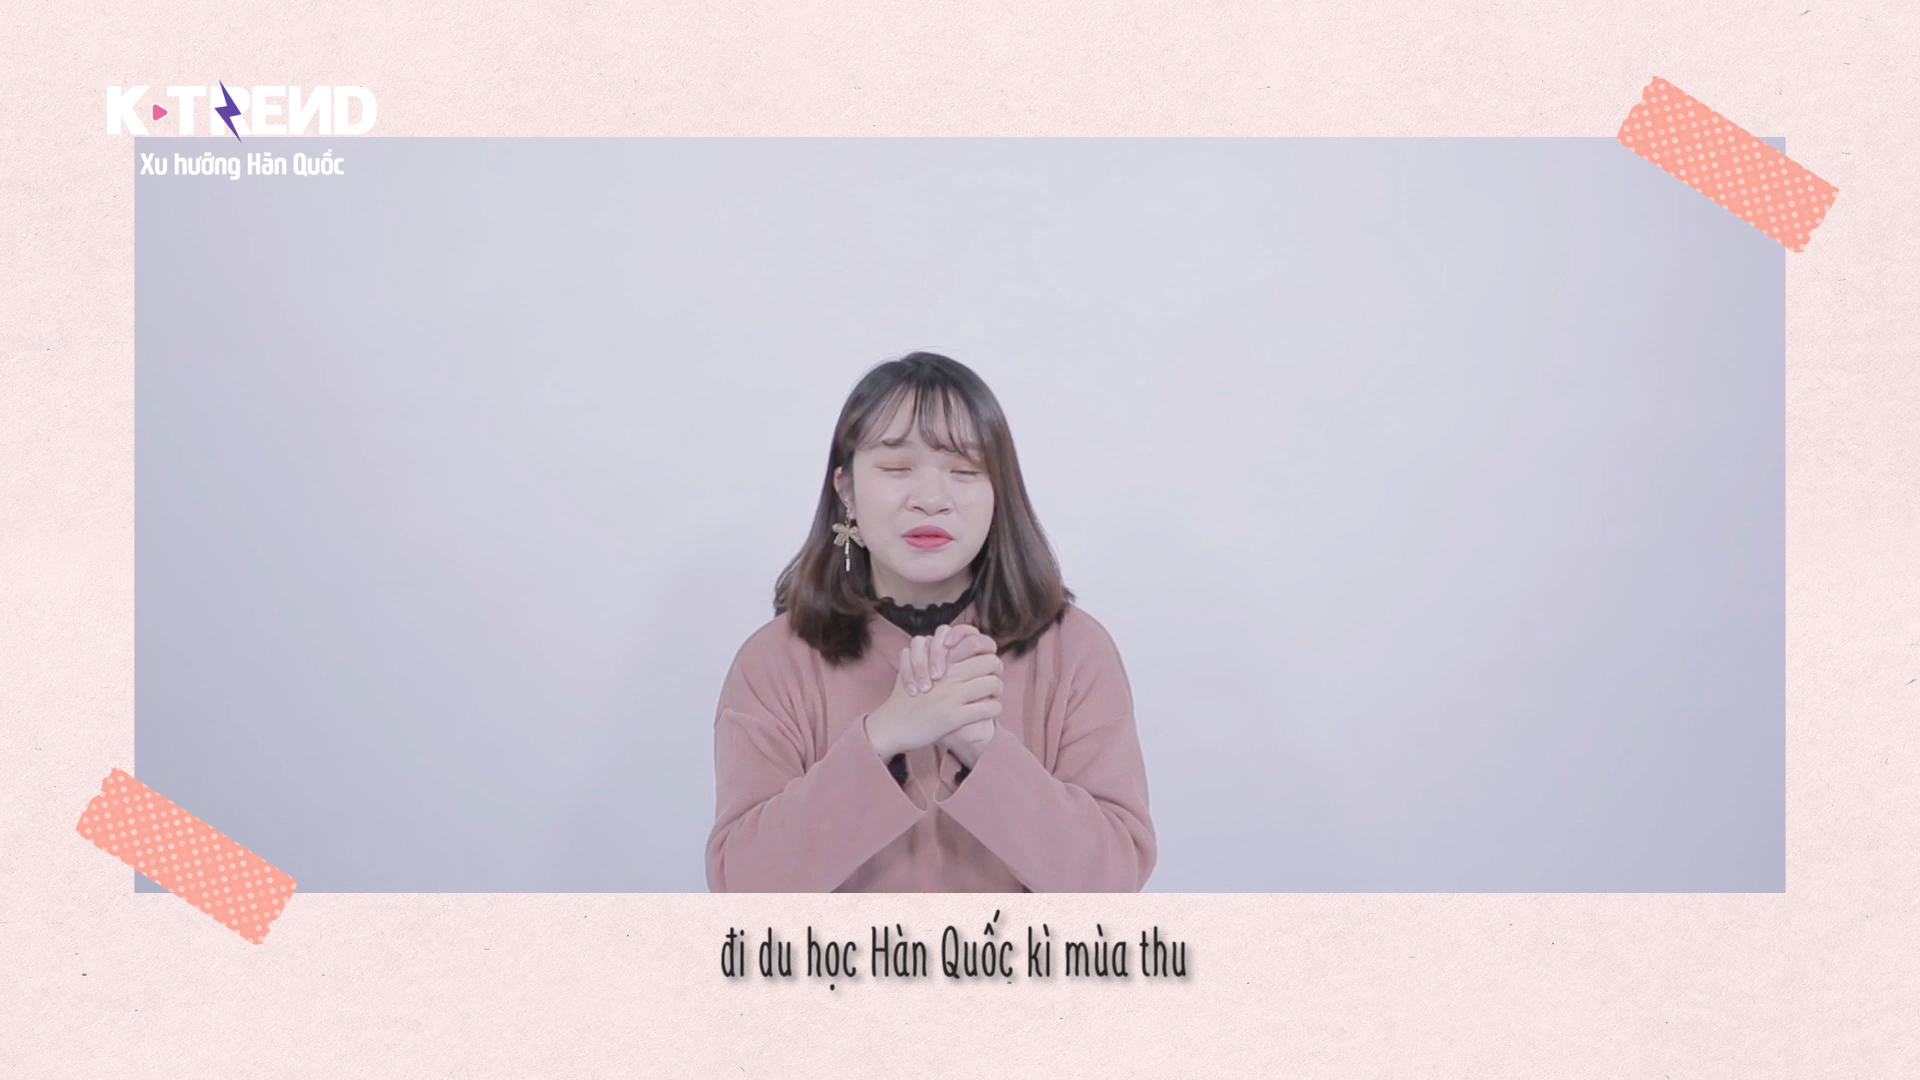 K-TREND
Xu hướng Hàn Quốc
đi du học Hàn Quốc kì mùa thu